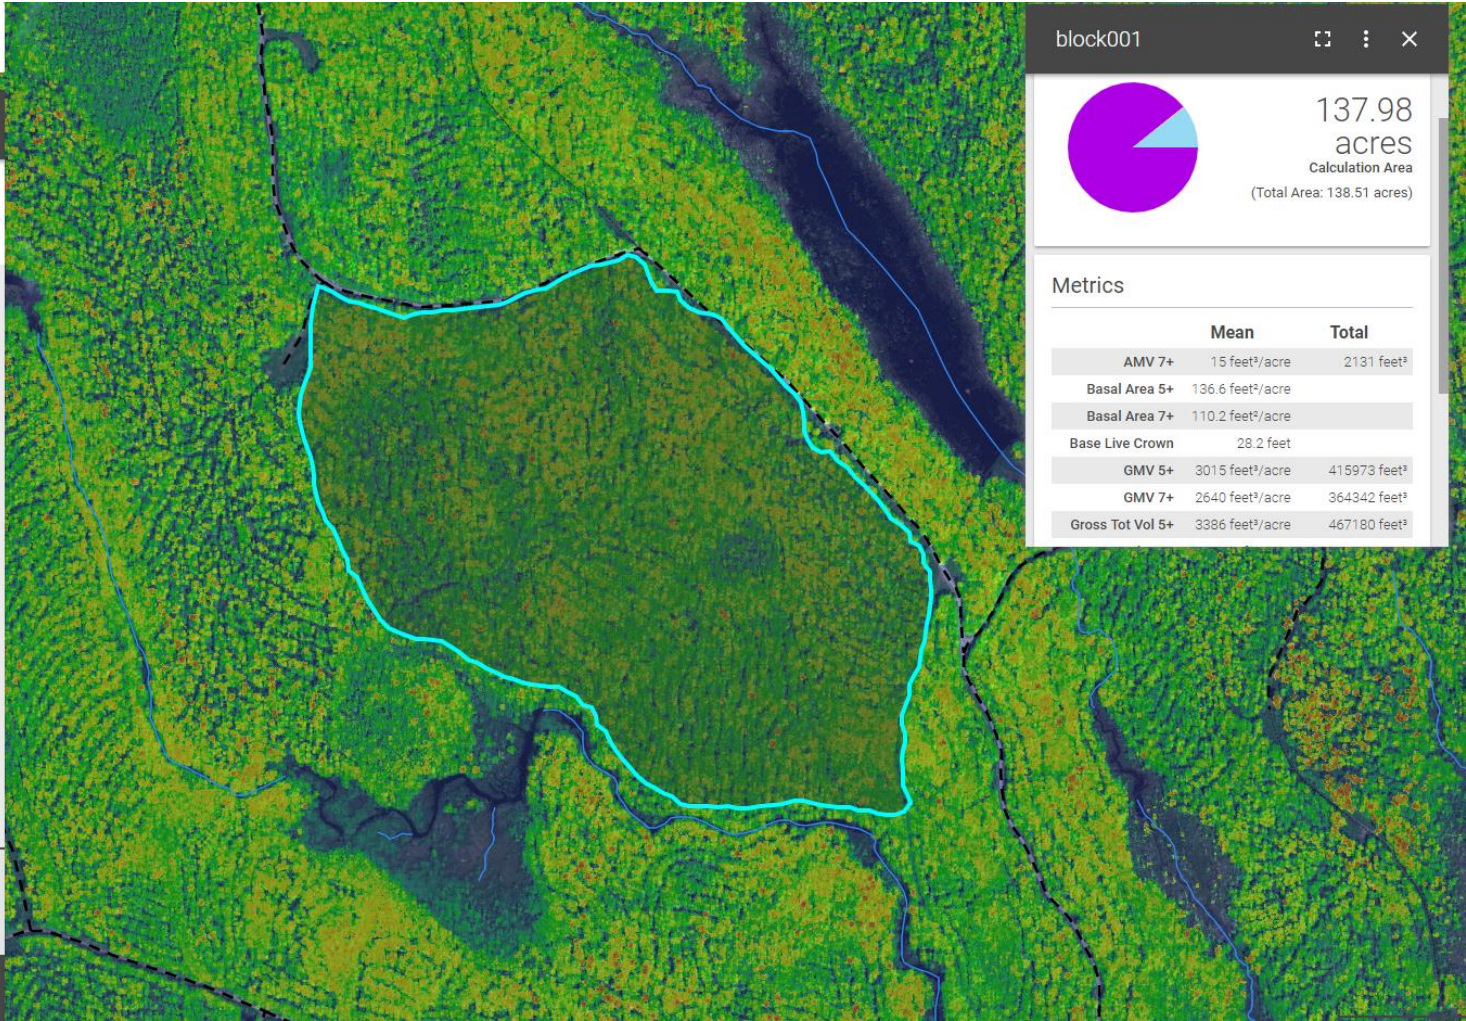 block001
137.98
acres
Calculation Area
(Total Area: 138.51 acres)
Metrics
Mean Total
AMV 7+ 15 feet³/acre 2131 feet³
Basal Area 5+ 136.6 feet²/acre
Basal Area 7+ 110.2 feet²/acre
Base Live Crown 28.2 feet
GMV 5+ 3015 feet³/acre 415973 feet³
GMV 7+ 2640 feet³/acre 364342 feet³
Gross Tot Vol 5+ 3386 feet³/acre 467180 feet³